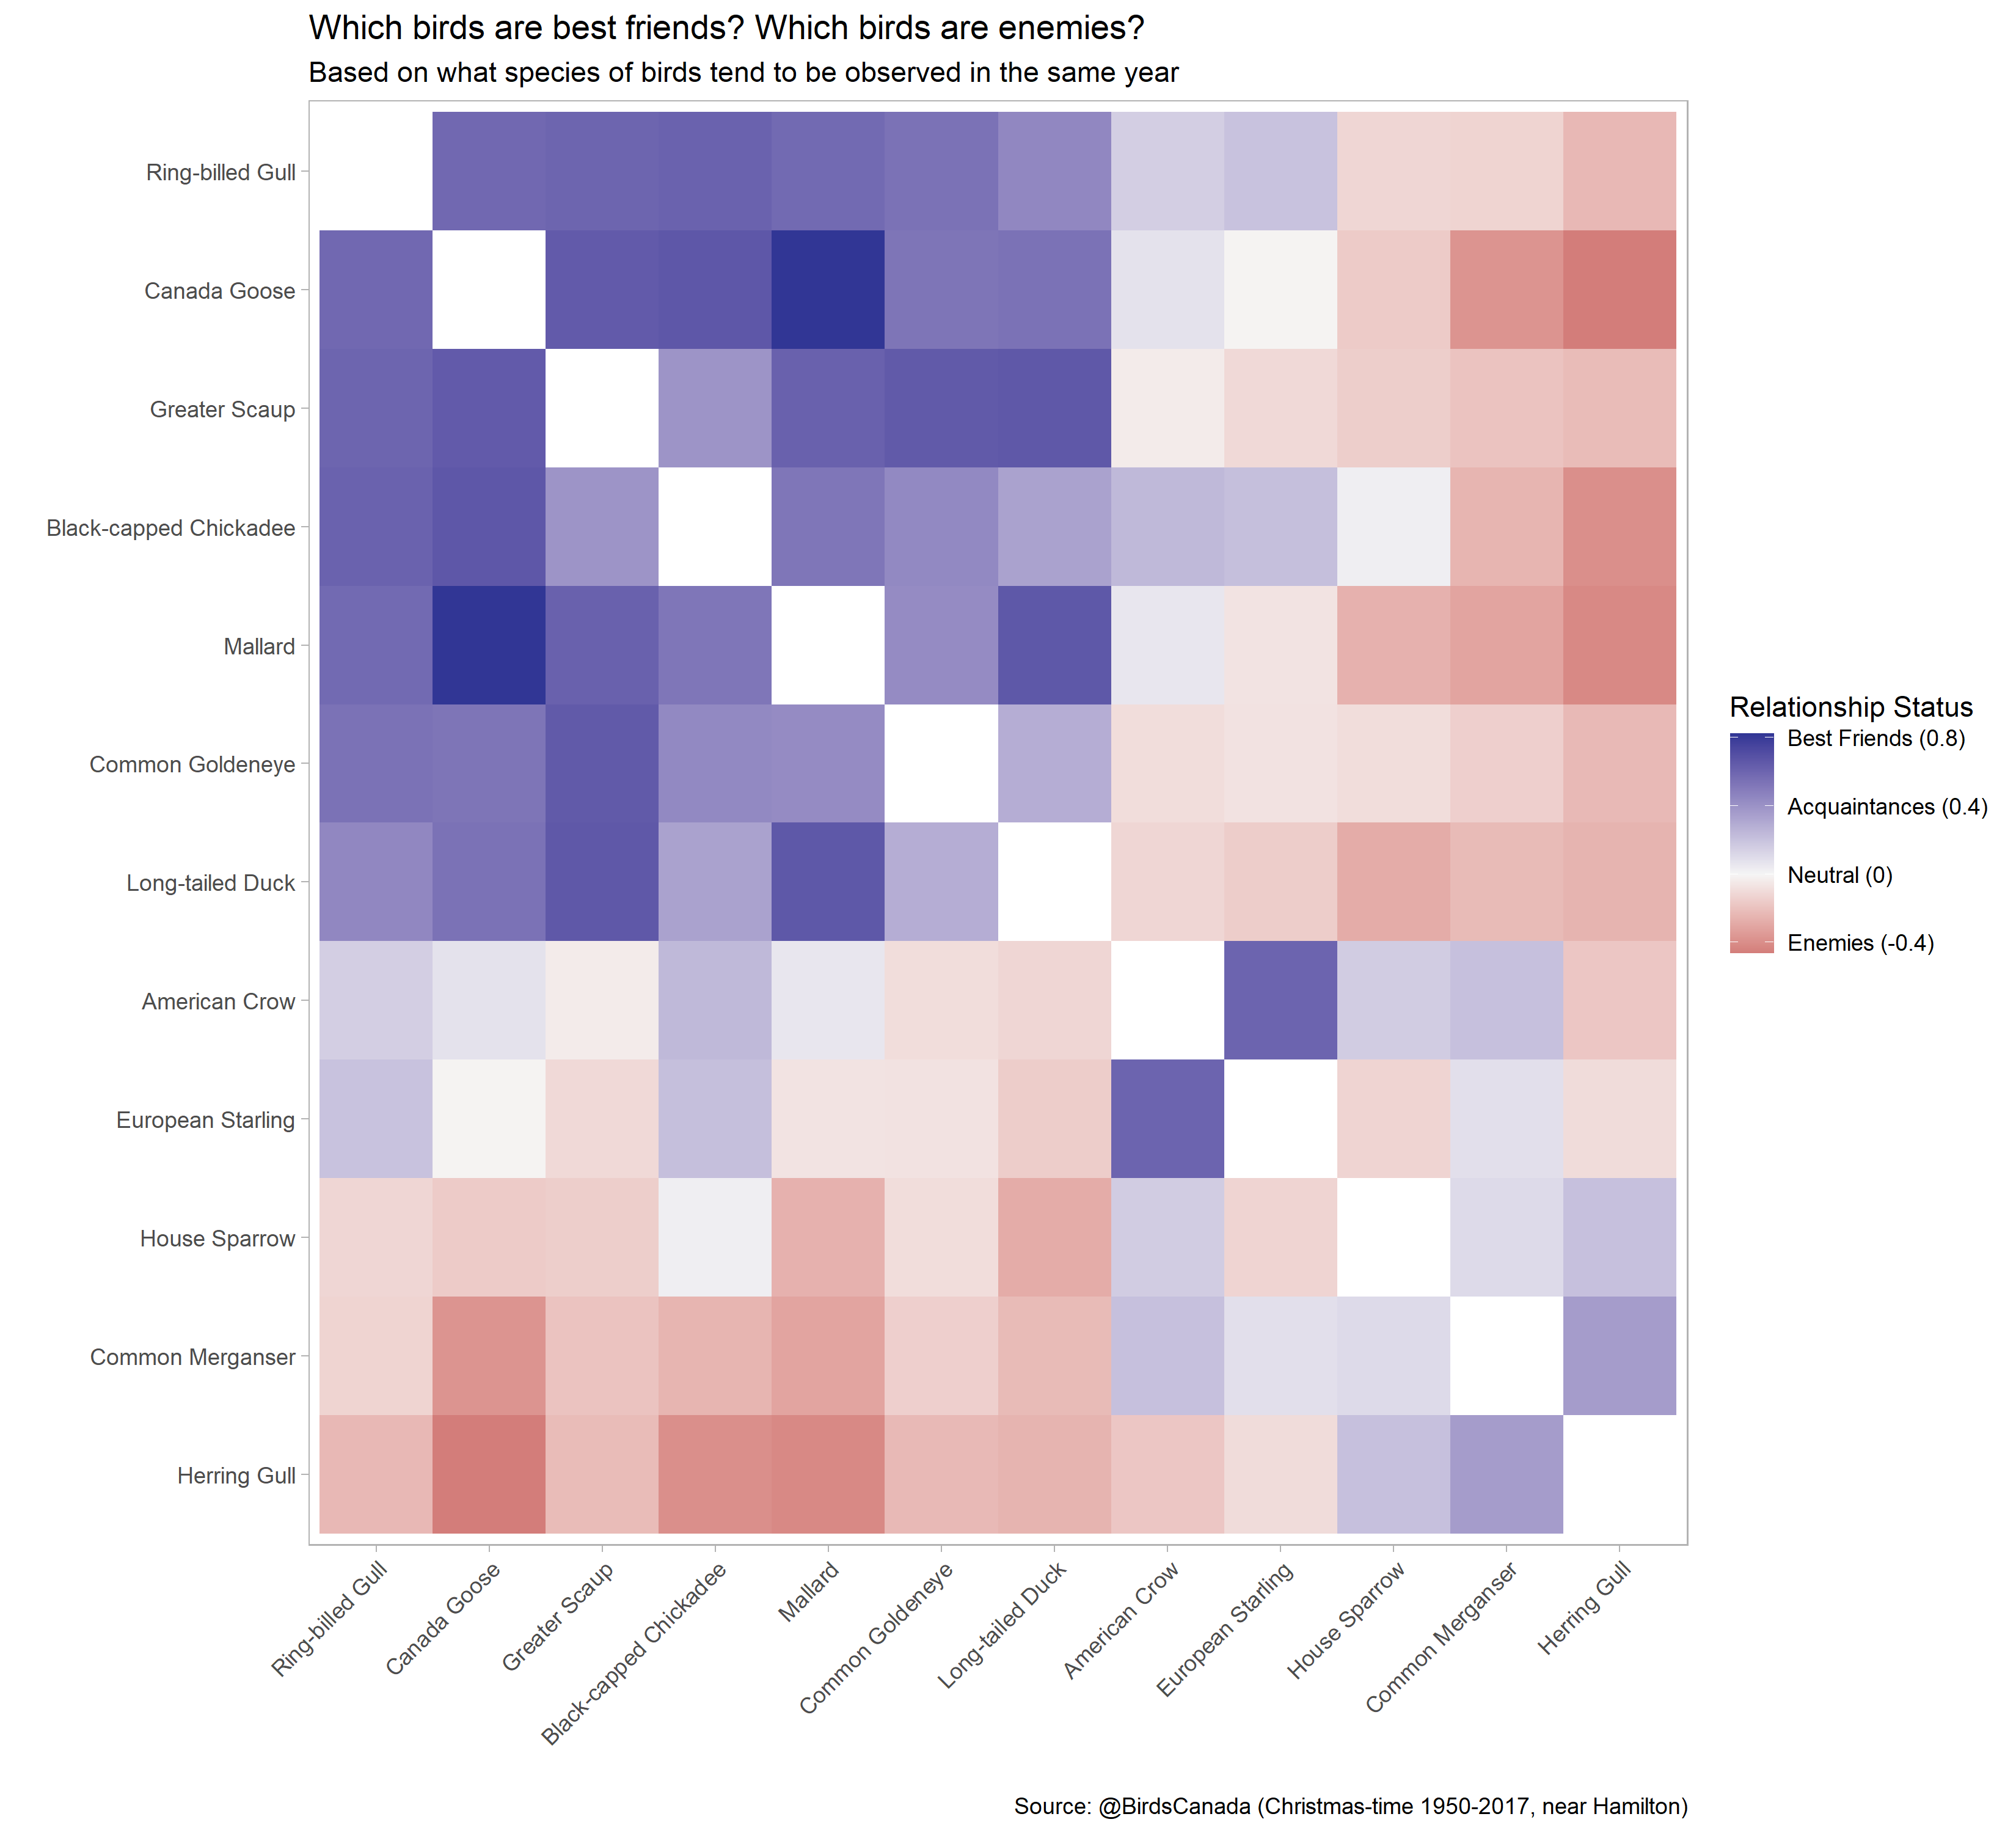 Which birds are best friends? Which birds are enemies?
Based on what species of birds tend to be observed in the same year
Ring-billed Gull
Canada Goose
Greater Scaup
Black-capped Chickadee
Mallard
Common Goldeneye
Long-tailed Duck
American Crow
European Starling
House Sparrow
Common Merganser
Herring Gull
Relationship Status
Best Friends (0.8)
Acquaintances (0.4)
Neutral (0)
Enemies (-0.4)
Ring-billed Gull
Canada Goose
Greater Scaup
Black-capped Chickadee
Mallard
Common Goldeneye
Long-tailed Duck
American Crow
European Starling
House Sparrow
Common Merganser
Herring Gull
Source: @BirdsCanada (Christmas-time 1950-2017, near Hamilton)